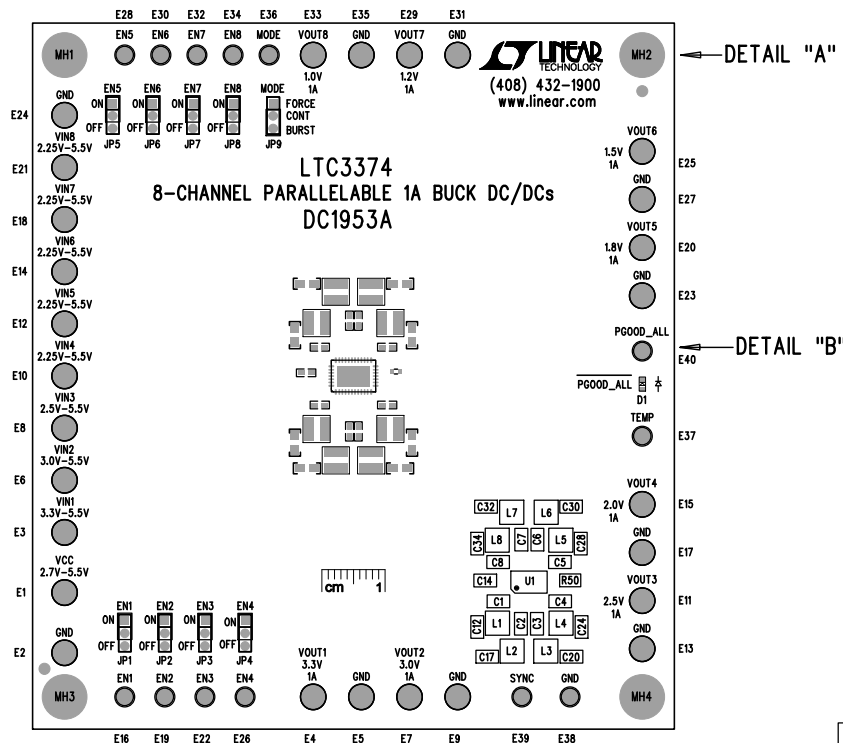 E28 E30 E32 E34 E36 E33 E35 E29 E31
EN5 EN6 EN7 EN8 MODE VOUT8 GND VOUT7 GND
MH1
1.0V
1A
1.2V
1A
LINEAR
TECHNOLOGY
(408) 432-1900
www.linear.com
MH2
DETAIL "A"
EN5 EN6 EN7 EN8 MODE
ON ON ON ON FORCE
CONT
OFF OFF OFF OFF BURST
JP5 JP6 JP7 JP8 JP9
LTC3374
8-CHANNEL PARALLELABLE 1A BUCK DC/DCs
DC1953A
GND
E24
VIN8
2.25V-5.5V
E21
VIN7
2.25V-5.5V
E18
VIN6
2.25V-5.5V
E14
VIN5
2.25V-5.5V
E12
VIN4
2.25V-5.5V
E10
VIN3
2.5V-5.5V
E8
VIN2
3.0V-5.5V
E6
VIN1
3.3V-5.5V
E3
VCC
2.7V-5.5V
E1
GND
E2
VOUT6
1.5V
1A
E25
GND
E27
VOUT5
1.8V
1A
E20
GND
E23
PGOOD_ALL
DETAIL "B"
E40
PGOOD_ALL
D1
TEMP
E37
VOUT4
2.0V
1A
E15
GND
E17
VOUT3
2.5V
1A
E11
GND
E13
C32 L7 L6 C30
C34 L8 C7 C6 L5 C28
C8 C5
C14 U1 R50
C1 C4
C12 L1 C2 C3 L4 C24
C17 L2 L3 C20
cm 1
EN1 EN2 EN3 EN4
ON ON ON ON
OFF OFF OFF OFF
JP1 JP2 JP3 JP4
VOUT1
3.3V
1A
GND
VOUT2
3.0V
1A
GND
MH3 EN1 EN2 EN3 EN4 SYNC GND MH4
E16 E19 E22 E26 E4 E5 E7 E9 E39 E38